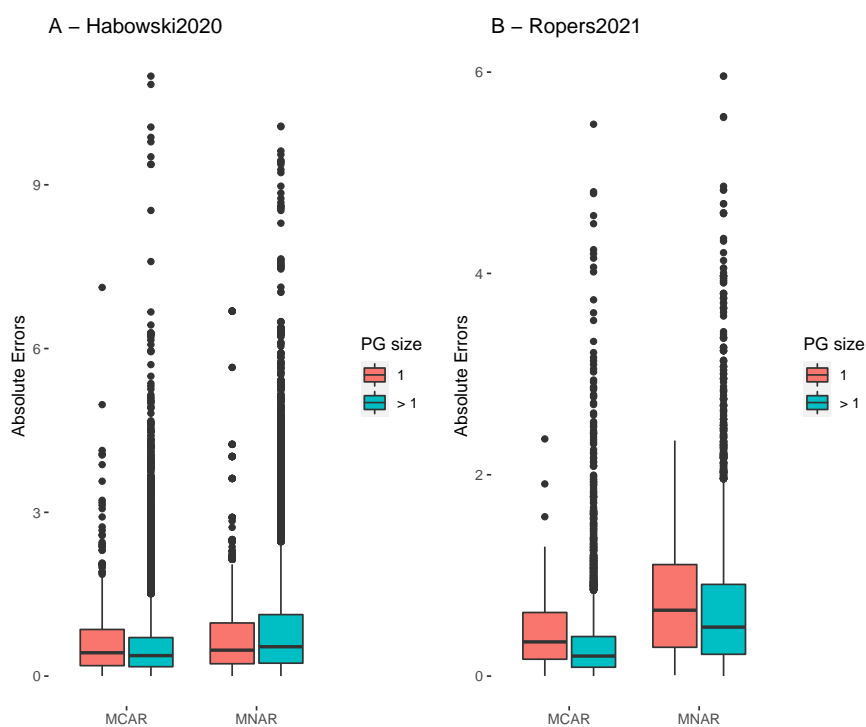 A – Habowski2020
Absolute Errors
9
6
3
0
MCAR
MNAR
PG size
1
> 1
B – Ropers2021
Absolute Errors
6
4
2
0
MCAR
MNAR
PG size
1
> 1